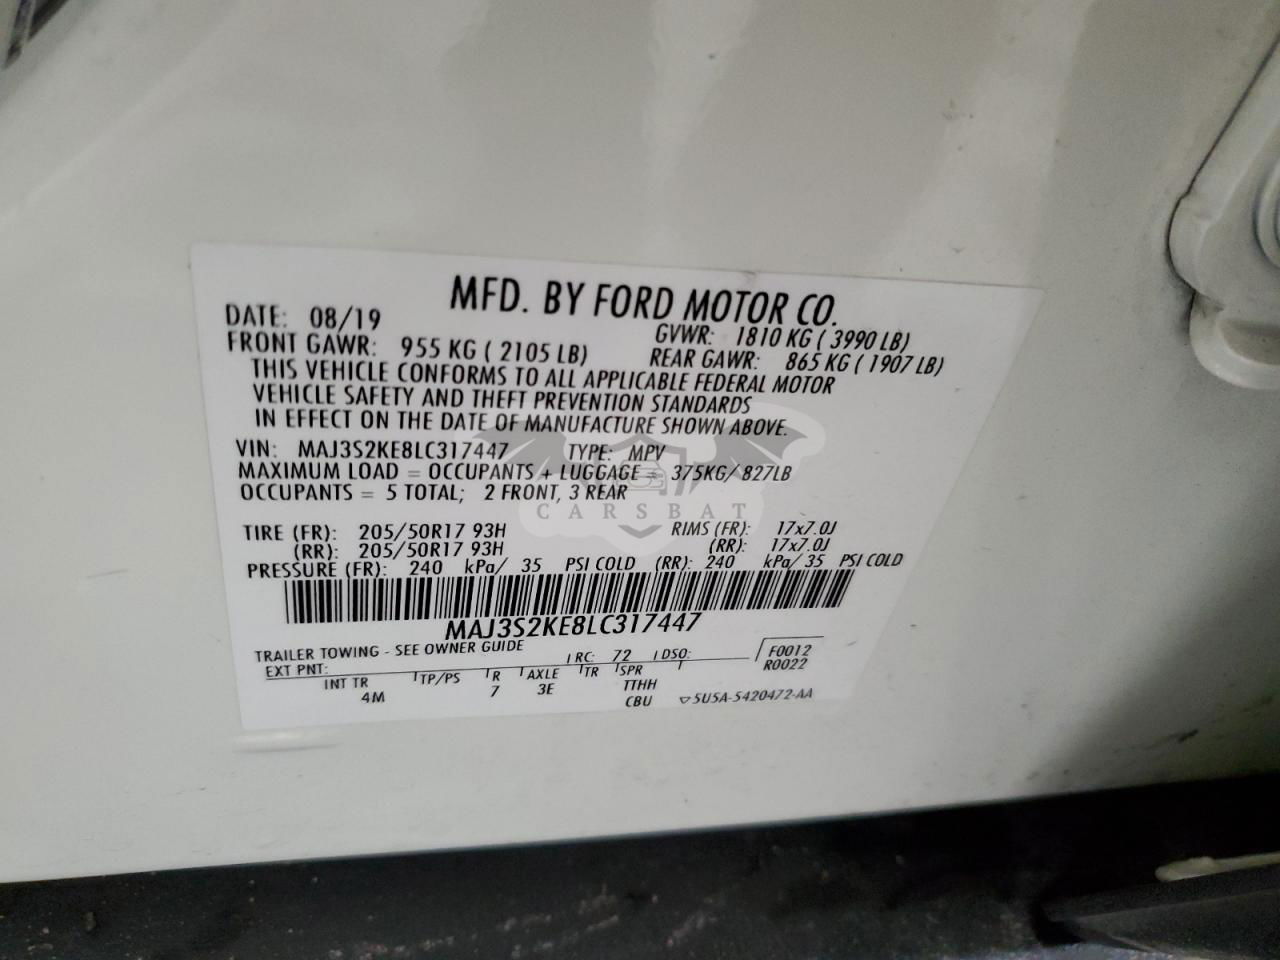 MFD. BY FORD MOTOR CO.
DATE: 08/19 GVWR: 1810 KG ( 3990 LB)
FRONT GAWR: 955 KG ( 2105 LB) REAR GAWR: 865 KG ( 1907 LB)
THIS VEHICLE CONFORMS TO ALL APPLICABLE FEDERAL MOTOR
VEHICLE SAFETY AND THEFT PREVENTION STANDARDS
IN EFFECT ON THE DATE OF MANUFACTURE SHOWN ABOVE.
VIN: MAJ3S2KE8LC317447 TYPE: MPV
MAXIMUM LOAD = OCCUPANTS + LUGGAGE = 375KG/ 827LB
OCCUPANTS = 5 TOTAL; 2 FRONT, 3 REAR
CARSBAT
TIRE (FR): 205/50R17 93H RIMS (FR): 17x7.0J
(RR): 205/50R17 93H (RR): 17x7.0J
PRESSURE (FR): 240 kPa/ 35 PSI COLD (RR): 240 kPa/ 35 PSI COLD
MAJ3S2KE8LC317447
TRAILER TOWING - SEE OWNER GUIDE
EXT PNT: RC: 72 DSO: F0012
R0022
INT TR TP/PS R AXLE TR SPR
4M 7 3E TTHH
CBU ▽5U5A-5420472-AA